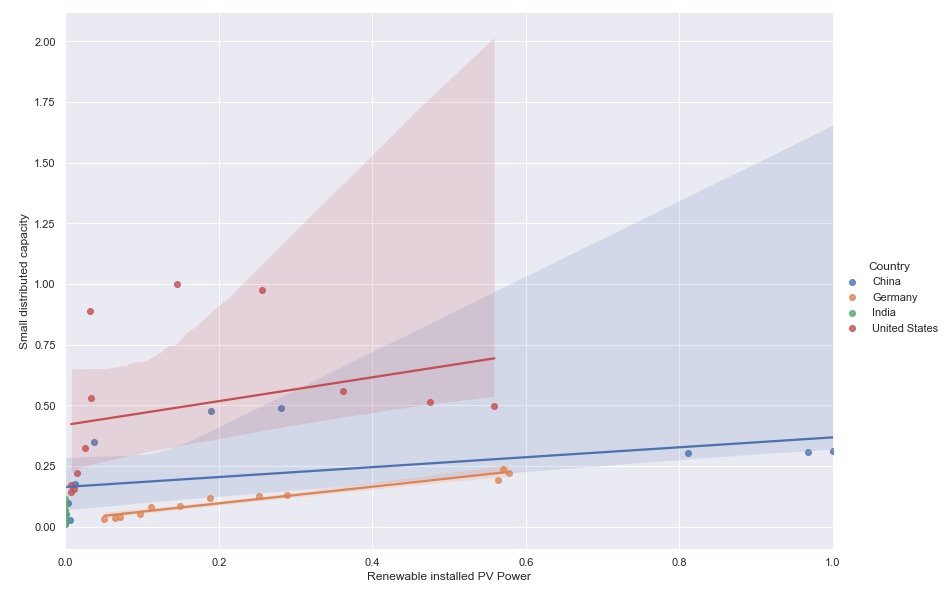 2.00
1.75
1.50
1.25
1.00
0.75
0.50
0.25
0.00
Small distributed capacity
0.0 0.2 0.4 0.6 0.8 1.0
Renewable installed PV Power
Country
China
Germany
India
United States